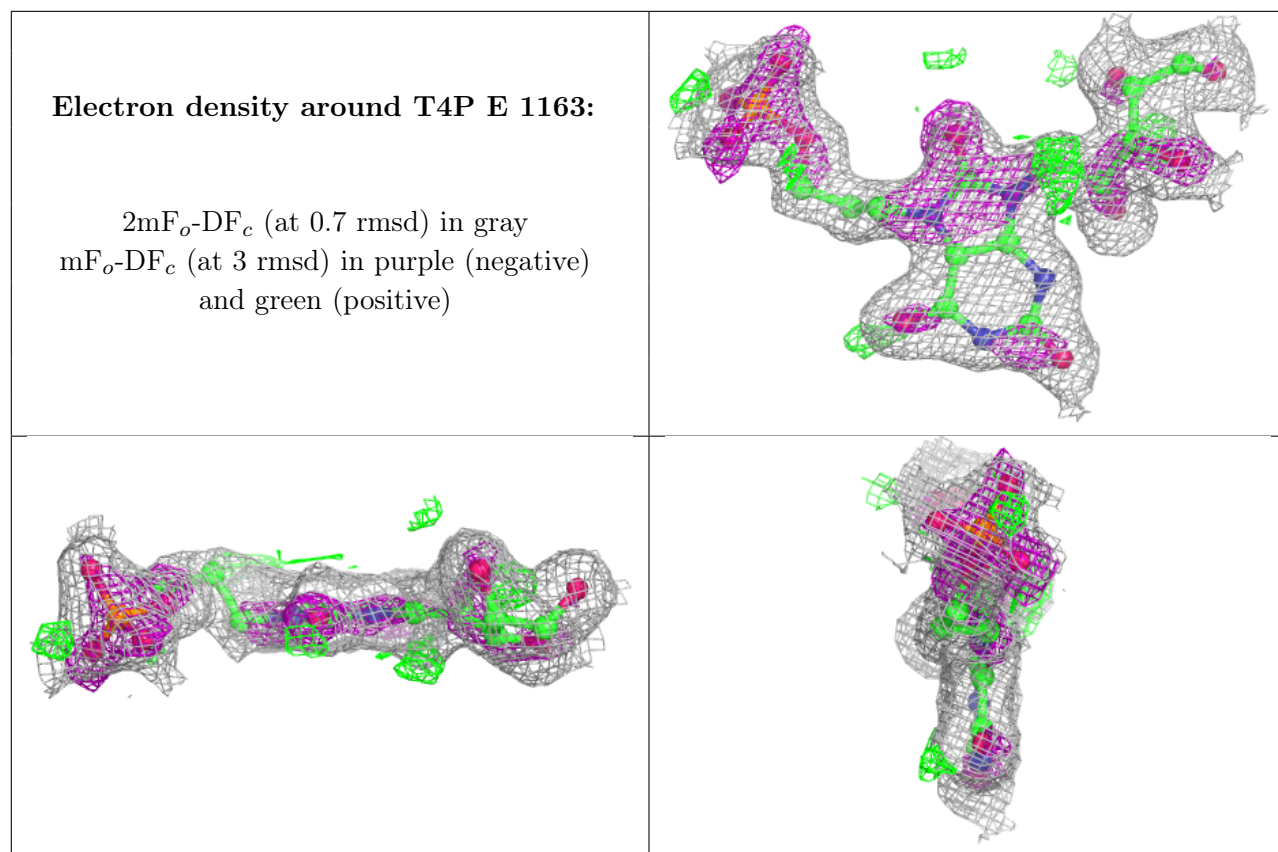 Electron density around T4P E 1163:
2mFo-DFc (at 0.7 rmsd) in gray
mFo-DFc (at 3 rmsd) in purple (negative)
and green (positive)